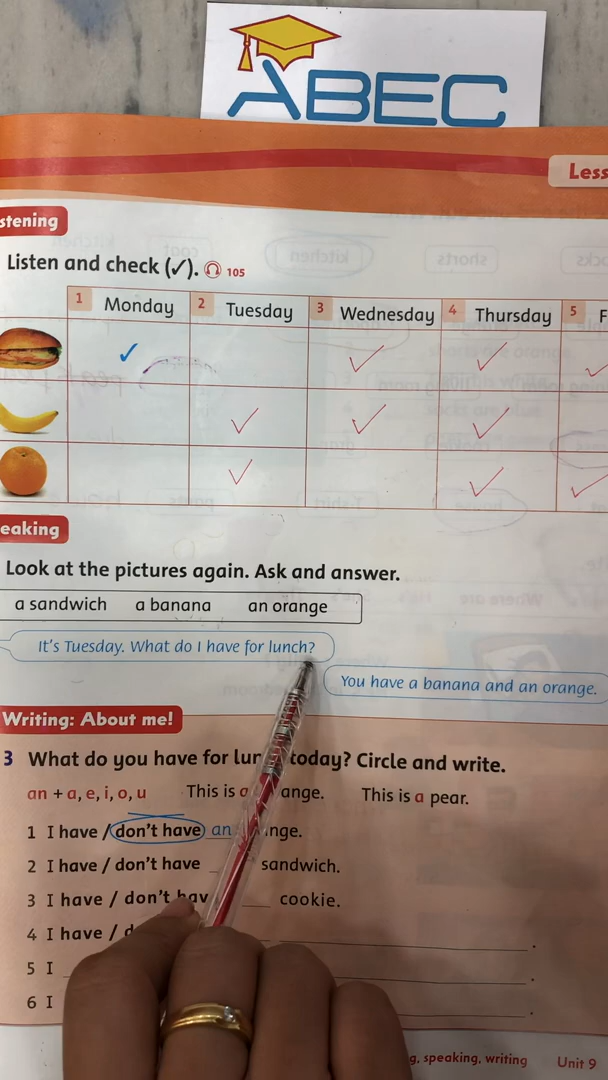 ABEC
Less
stening
Listen and check (✓). 105
1 Monday 2 Tuesday 3 Wednesday 4 Thursday 5 F
eaking
Look at the pictures again. Ask and answer.
a sandwich a banana an orange
It's Tuesday. What do I have for lunch?
You have a banana and an orange.
Writing: About me!
3 What do you have for lun today? Circle and write.
an + a, e, i, o, u This is a ange. This is a pear.
1 I have / don't have an nge.
2 I have / don't have sandwich.
3 I have / don't hav cookie.
4 I have / d
5 I
6 I
g, speaking, writing Unit 9